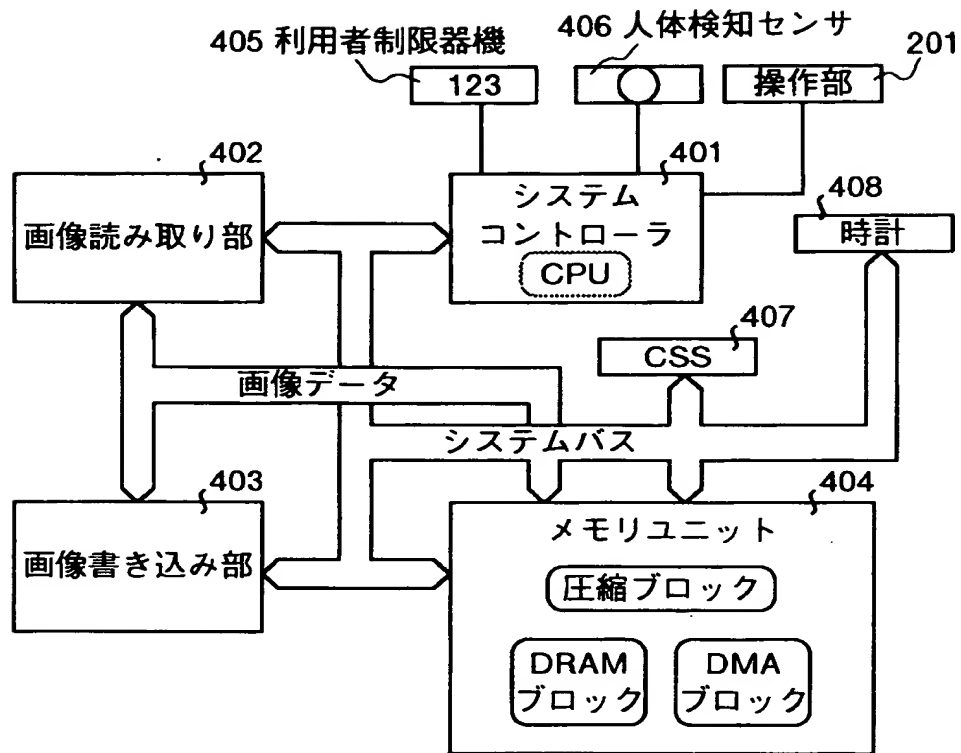 405 利用者制限器機
406 人体検知センサ
201
123
操作部
402
401
408
画像読み取り部
システム
コントローラ
CPU
時計
407
CSS
画像データ
システムバス
403
404
画像書き込み部
メモリユニット
圧縮ブロック
DRAM
ブロック
DMA
ブロック